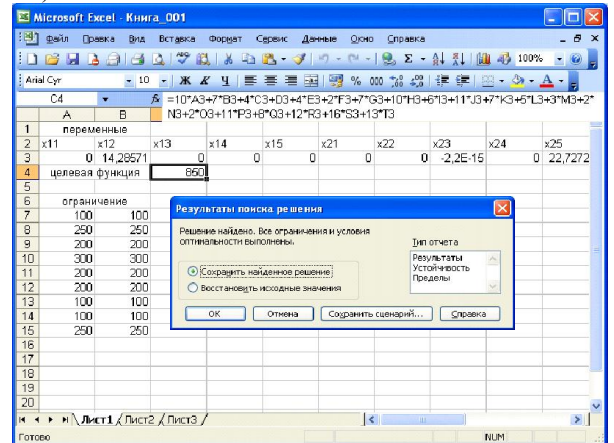 Microsoft Excel - Книга_001
Файл Правка Вид Вставка Формат Сервис Данные Окно Справка
100%
Arial Cyr 10 Ж К Ч % 000
C4 fx =10*A3+7*B3+4*C3+D3+4*E3+2*F3+7*G3+10*H3+6*I3+11*J3+7*K3+5*L3+3*M3+2*
N3+2*O3+11*P3+8*Q3+12*R3+16*S3+13*T3
A B
1 переменные
2 x11 x12 x13 x14 x15 x21 x22 x23 x24 x25
3 0 14,28571 0 0 0 0 0 -2,2E-15 0 22,7272
4 целевая функция 850
5
6 ограничение
7 100 100
8 250 250
9 200 200
10 300 300
11 200 200
12 200 200
13 100 100
14 100 100
15 250 250
16
17
18
19
20
Результаты поиска решения
Решение найдено. Все ограничения и условия
оптимальности выполнены.
Тип отчета
Результаты
Устойчивость
Пределы
Сохранить найденное решение
Восстановить исходные значения
ОК Отмена Сохранить сценарий... Справка
Лист1 Лист2 Лист3
Готово NUM